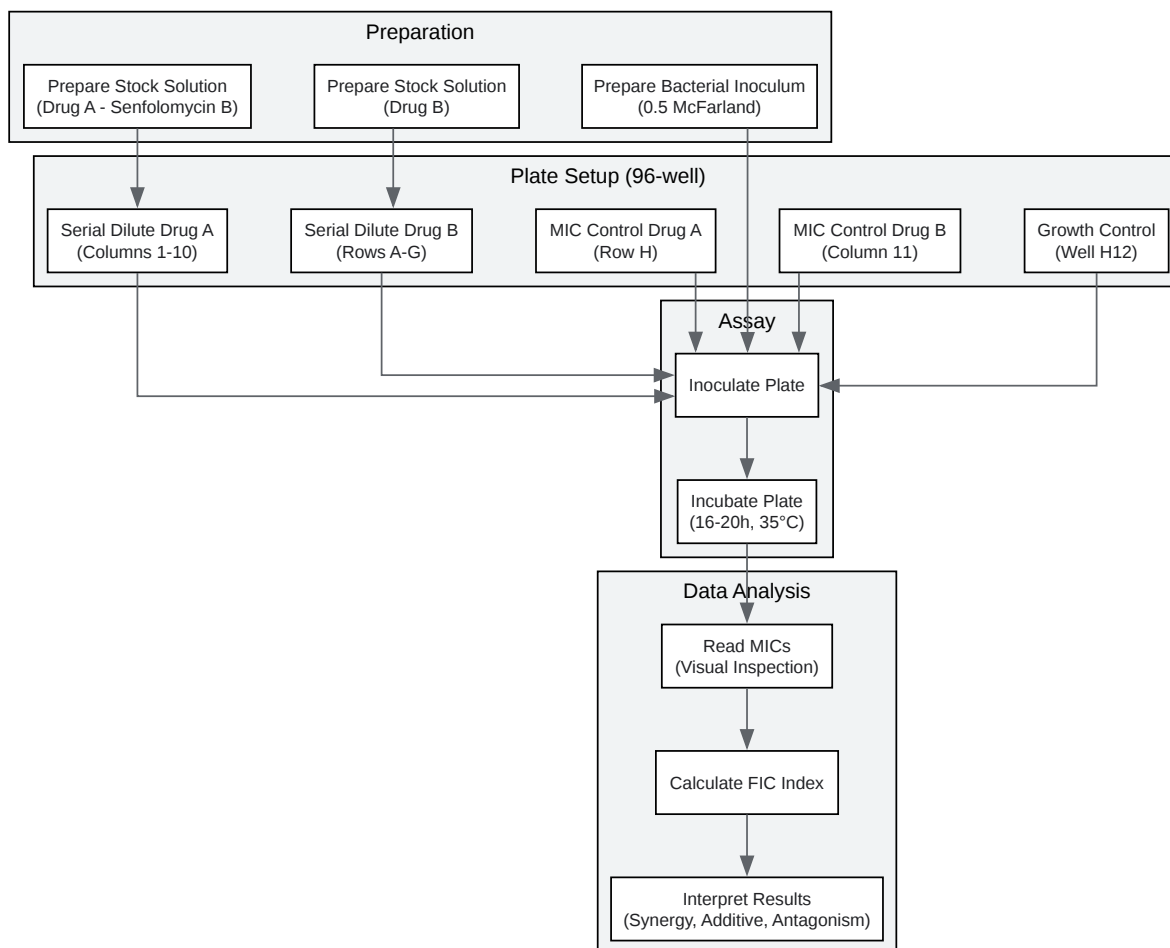 Preparation
Prepare Stock Solution
(Drug A - Senfolomycin B)
Prepare Stock Solution
(Drug B)
Prepare Bacterial Inoculum
(0.5 McFarland)
Plate Setup (96-well)
Serial Dilute Drug A
(Columns 1-10)
Serial Dilute Drug B
(Rows A-G)
MIC Control Drug A
(Row H)
MIC Control Drug B
(Column 11)
Growth Control
(Well H12)
Assay
Inoculate Plate
Incubate Plate
(16-20h, 35°C)
Data Analysis
Read MICs
(Visual Inspection)
Calculate FIC Index
Interpret Results
(Synergy, Additive, Antagonism)